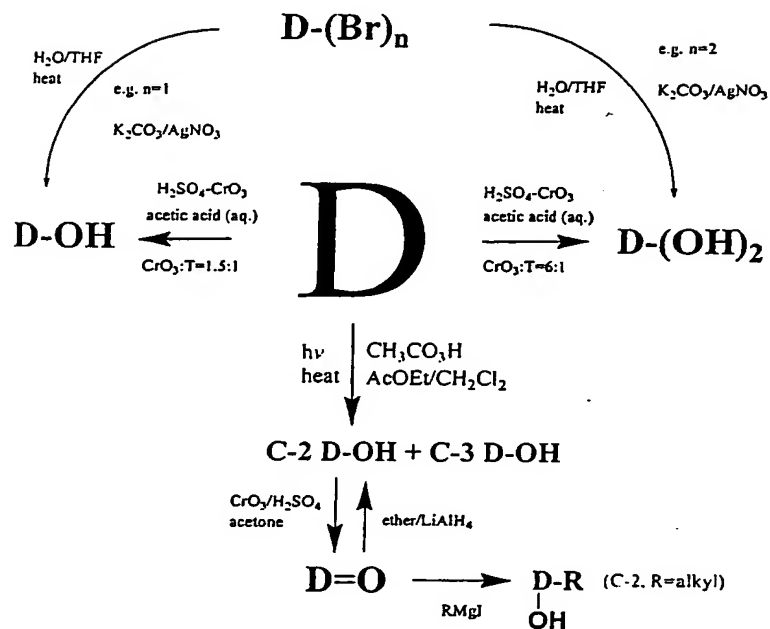 D-(Br)n
H2O/THF
heat
e.g. n=1
K2CO3/AgNO3
e.g. n=2
H2O/THF
heat
K2CO3/AgNO3
H2SO4-CrO3
acetic acid (aq.)
CrO3:T=1.5:1
D-OH
D
H2SO4-CrO3
acetic acid (aq.)
CrO3:T=6:1
D-(OH)2
hν
heat
CH3CO3H
AcOEt/CH2Cl2
C-2 D-OH + C-3 D-OH
CrO3/H2SO4
acetone
ether/LiAlH4
D=O
RMgI
D-R (C-2, R=alkyl)
OH